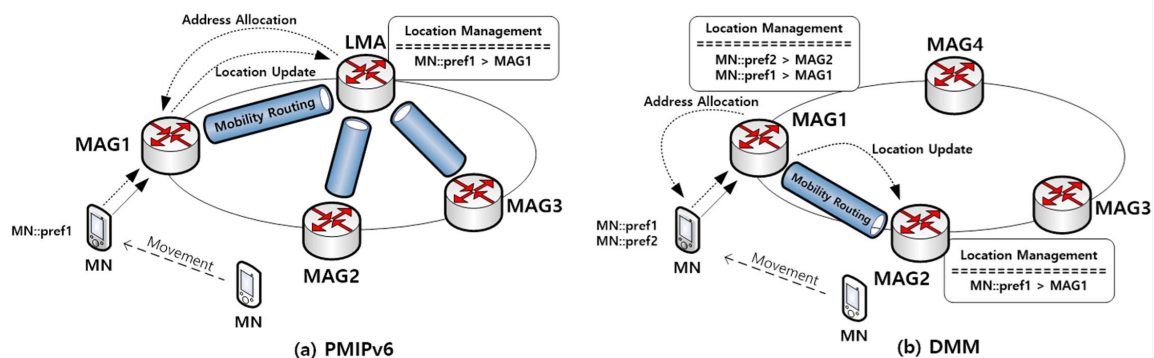 Address Allocation
LMA
Location Management
====================
MN::pref1 > MAG1
Location Update
Mobility Routing
MAG1
MAG3
MAG2
MN::pref1
MN
Movement
MN
(a) PMIPv6
Location Management
====================
MN::pref2 > MAG2
MN::pref1 > MAG1
MAG4
Address Allocation
MAG1
Location Update
Mobility Routing
MAG3
MN::pref1
MN::pref2
MN
MAG2
Location Management
====================
MN::pref1 > MAG1
Movement
MN
(b) DMM